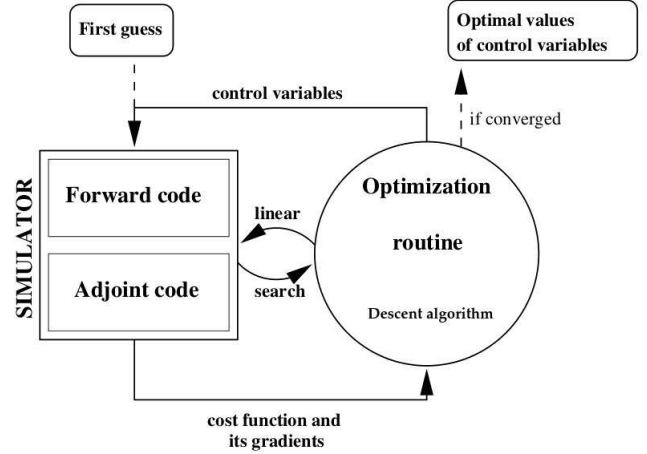 First guess
Optimal values
of control variables
control variables
if converged
SIMULATOR
Forward code
Adjoint code
linear
search
Optimization
routine
Descent algorithm
cost function and
its gradients